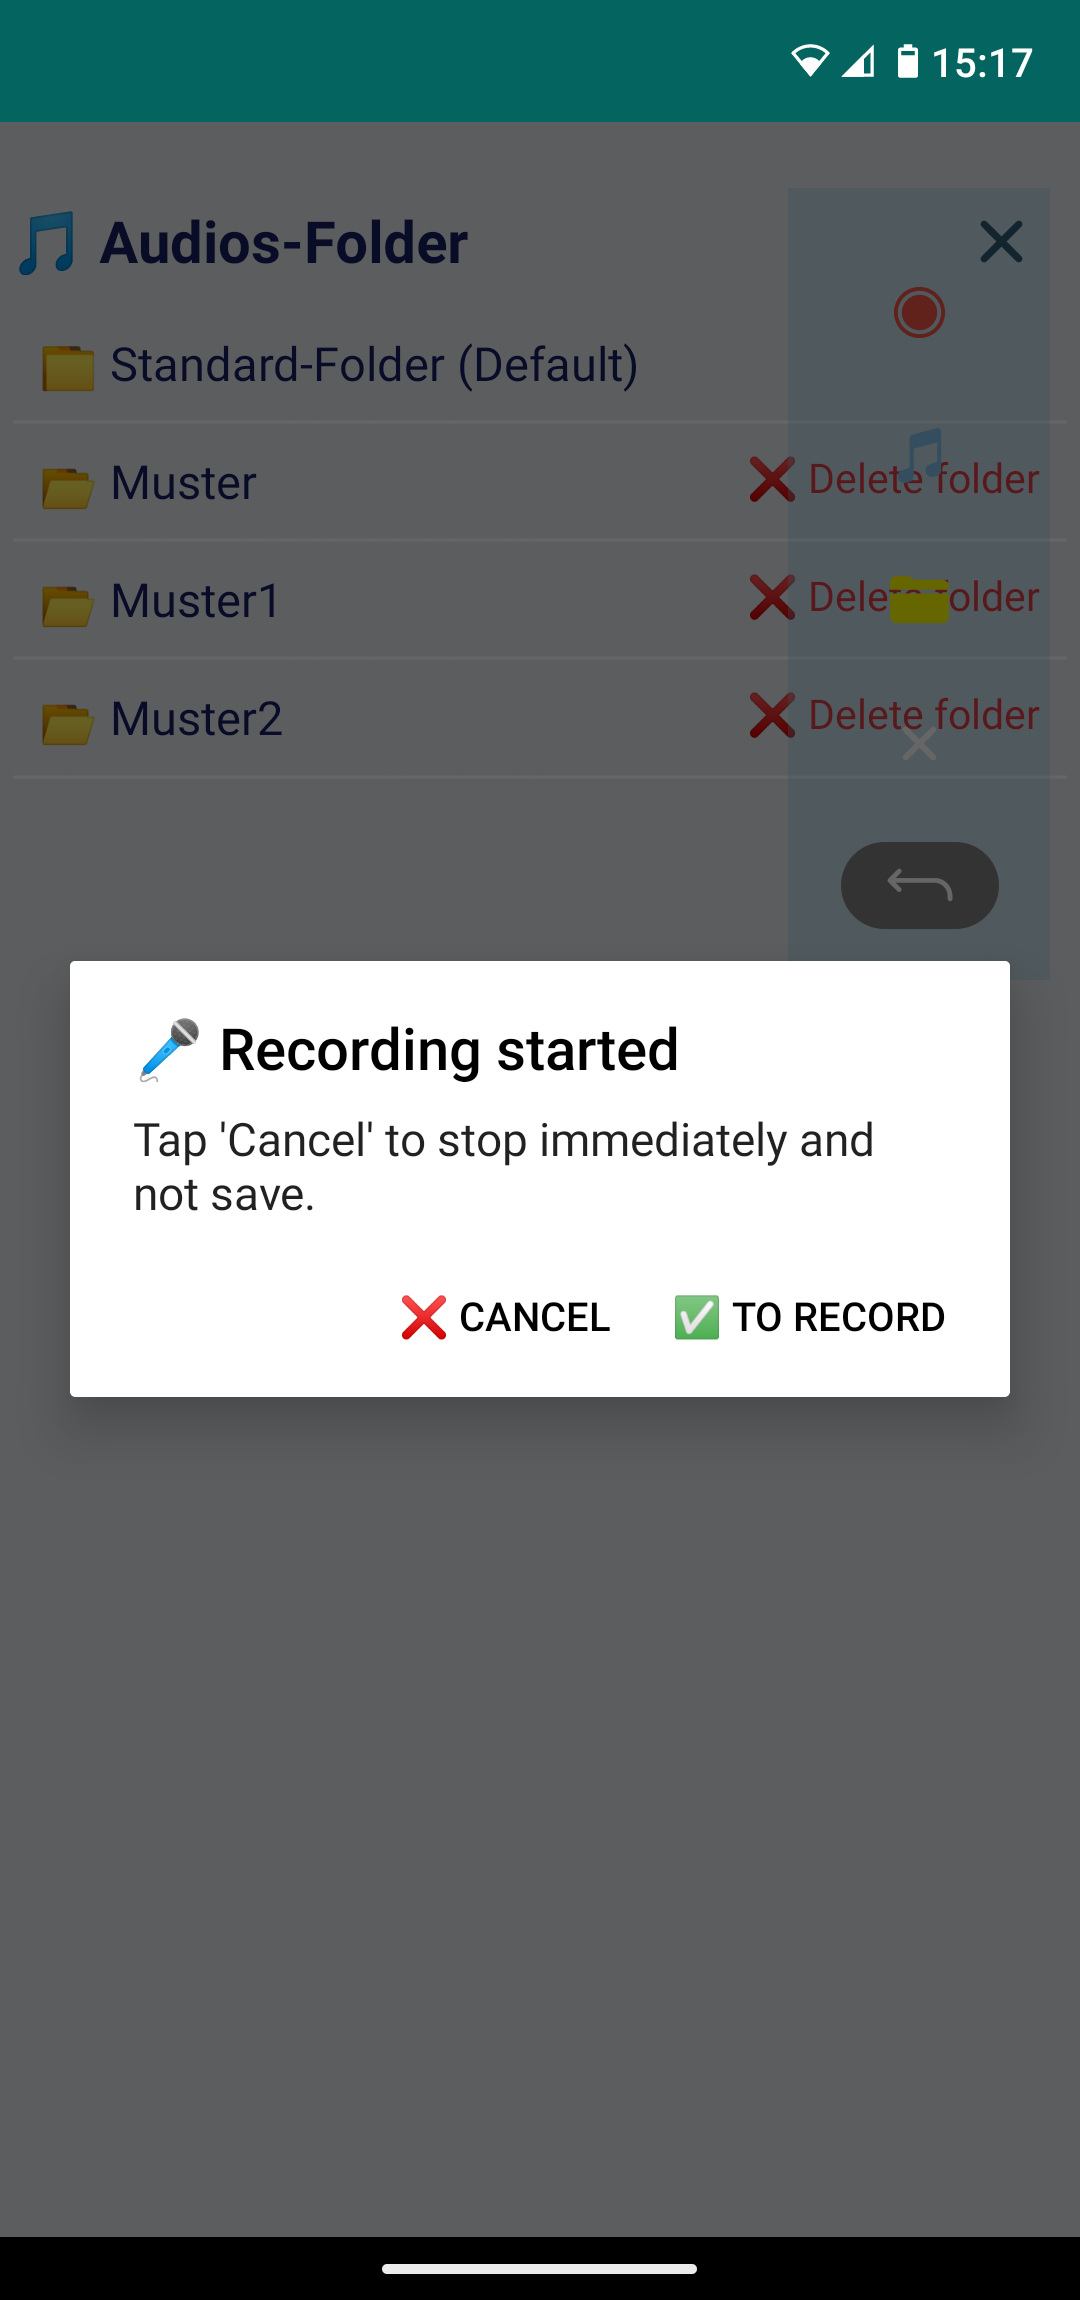 15:17
Audios-Folder
Standard-Folder (Default)
Muster
Delete folder
Muster1
Delete folder
Muster2
Delete folder
Recording started
Tap 'Cancel' to stop immediately and
not save.
CANCEL
TO RECORD